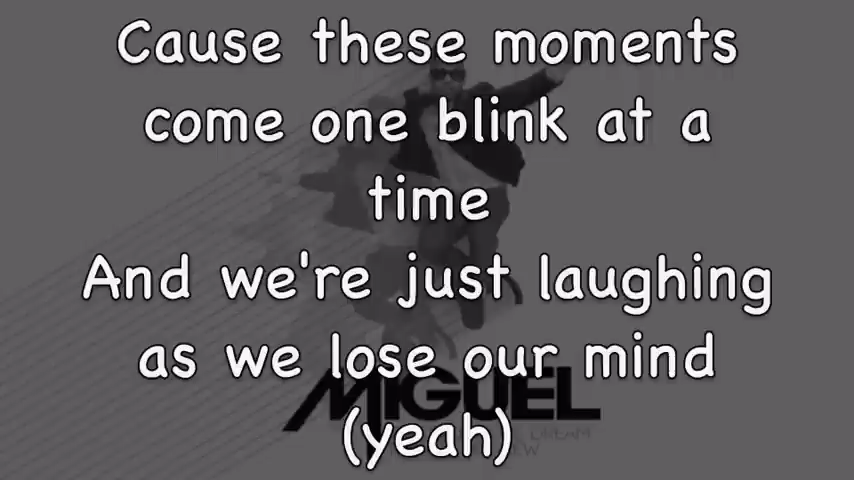 Cause these moments
come one blink at a
time
And we're just laughing
as we lose our mind
MIGUEL
(yeah)